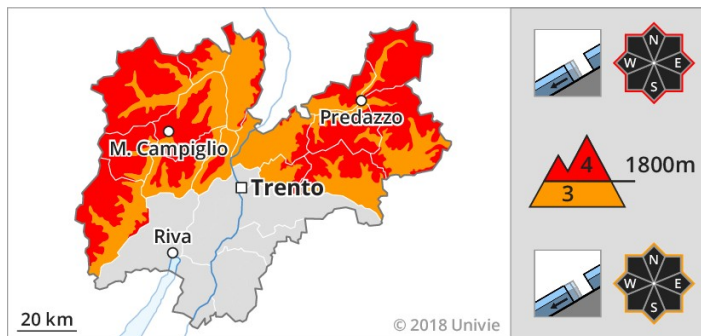 Predazzo
M. Campiglio
Trento
Riva
20 km
© 2018 Univie
N
W E
S
4 1800m
3
N
W E
S